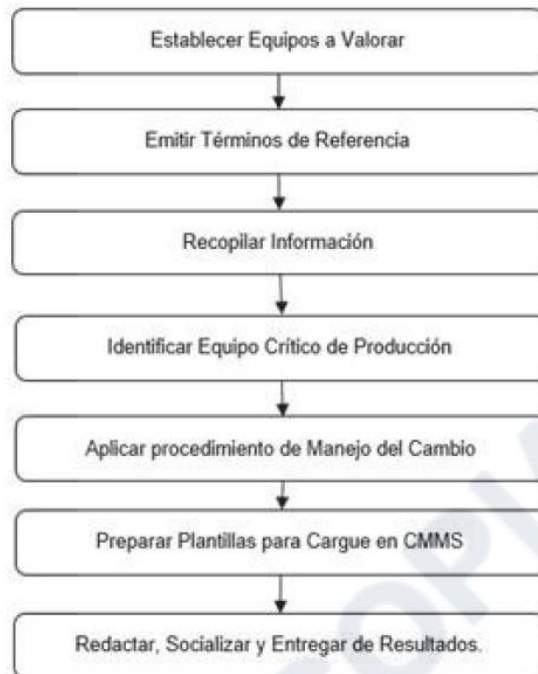 Establecer Equipos a Valorar
Emitir Términos de Referencia
Recopilar Información
Identificar Equipo Crítico de Producción
Aplicar procedimiento de Manejo del Cambio
Preparar Plantillas para Cargue en CMMS
Redactar, Socializar y Entregar de Resultados.
COPIA